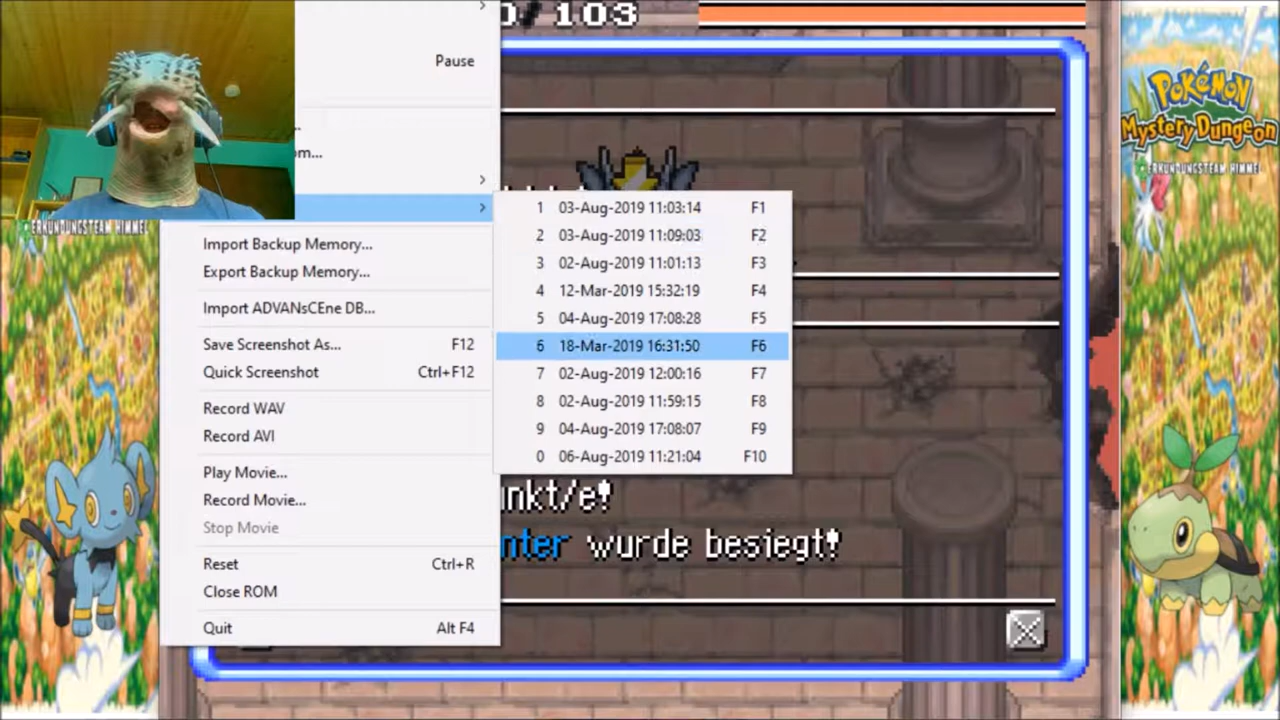 0/103
Pause
om...
1 03-Aug-2019 11:03:14 F1
2 03-Aug-2019 11:09:03 F2
3 02-Aug-2019 11:01:13 F3
4 12-Mar-2019 15:32:19 F4
5 04-Aug-2019 17:08:28 F5
6 18-Mar-2019 16:31:50 F6
7 02-Aug-2019 12:00:16 F7
8 02-Aug-2019 11:59:15 F8
9 04-Aug-2019 17:08:07 F9
0 06-Aug-2019 11:21:04 F10
Import Backup Memory...
Export Backup Memory...
Import ADVANsCEne DB...
Save Screenshot As... F12
Quick Screenshot Ctrl+F12
Record WAV
Record AVI
Play Movie...
Record Movie...
Stop Movie
Reset Ctrl+R
Close ROM
Quit Alt F4
unkt/e!
nter wurde besiegt!
POKéMON
Mystery Dungeon
ERKUNDUNGSTEAM HIMMEL
ERKUNDUNGSTEAM HIMMEL